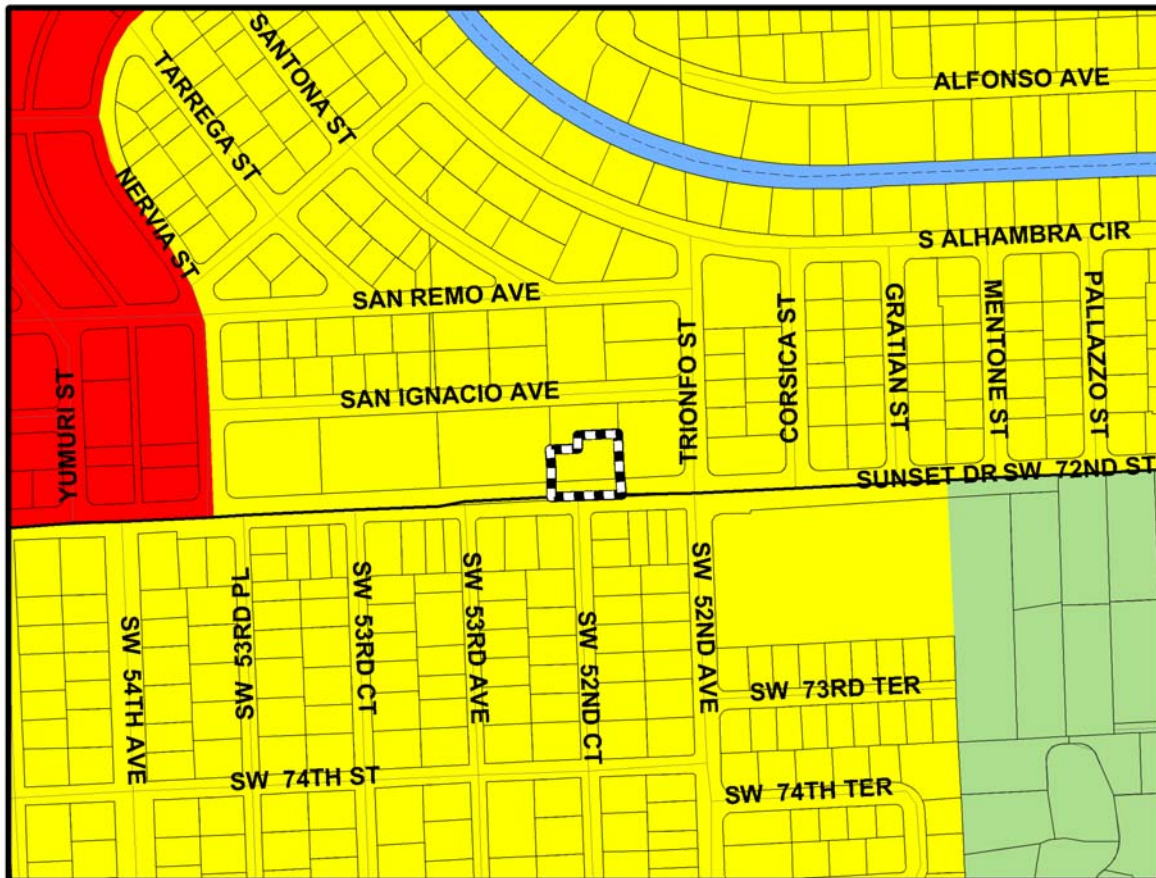 SANTONA ST
TARREGA ST
ALFONSO AVE
NERVIA ST
S ALHAMBRA CIR
SAN REMO AVE
TRIONFO ST
CORSICA ST
GRATIAN ST
MENTONE ST
PALLAZZO ST
YUMURI ST
SAN IGNACIO AVE
SUNSET DR SW 72ND ST
SW 54TH AVE
SW 53RD PL
SW 53RD CT
SW 53RD AVE
SW 52ND CT
SW 52ND AVE
SW 73RD TER
SW 74TH ST
SW 74TH TER